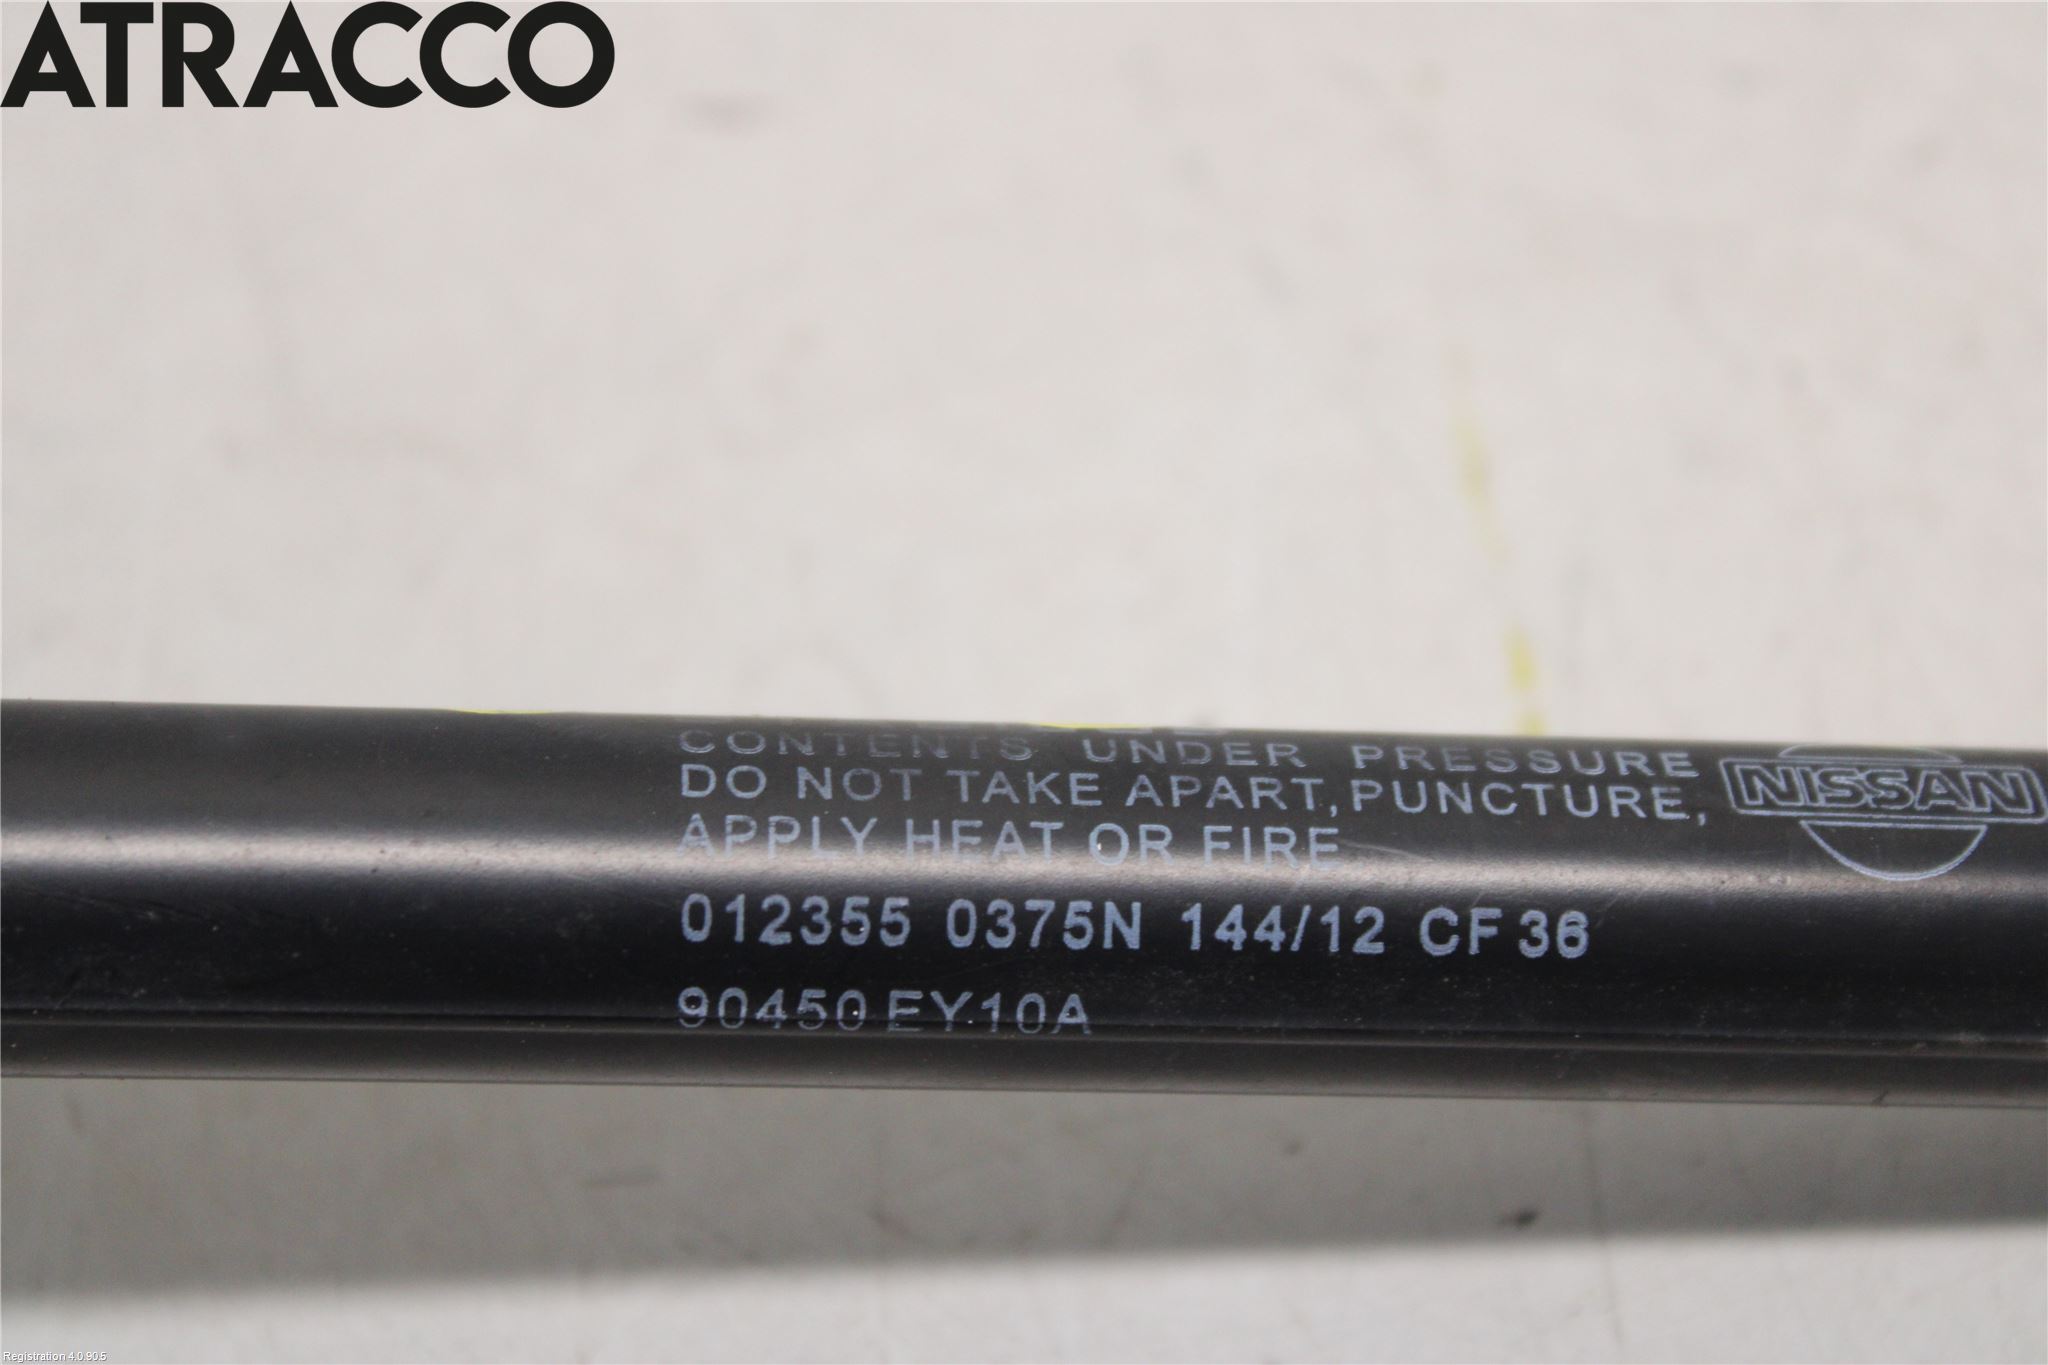 ATRACCO
CONTENTS UNDER PRESSURE
DO NOT TAKE APART, PUNCTURE,
APPLY HEAT OR FIRE
NISSAN
012355 0375N 144/12 CF 36
90450 EY10A
Registration 4.0.90.5